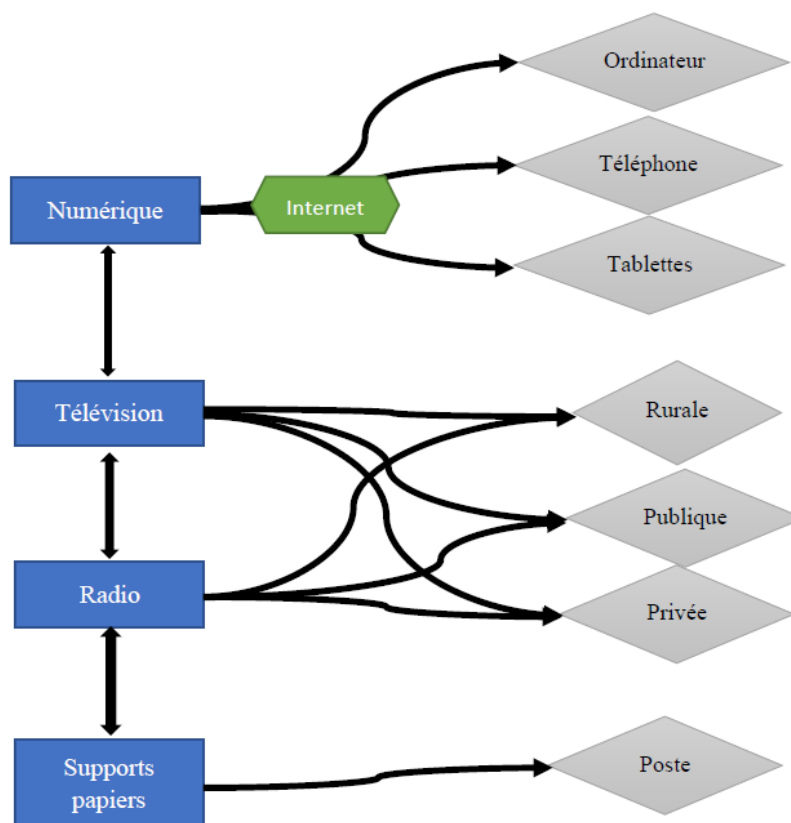 Ordinateur
Téléphone
Numérique
Internet
Tablettes
Télévision
Rurale
Publique
Radio
Privée
Supports
papiers
Poste